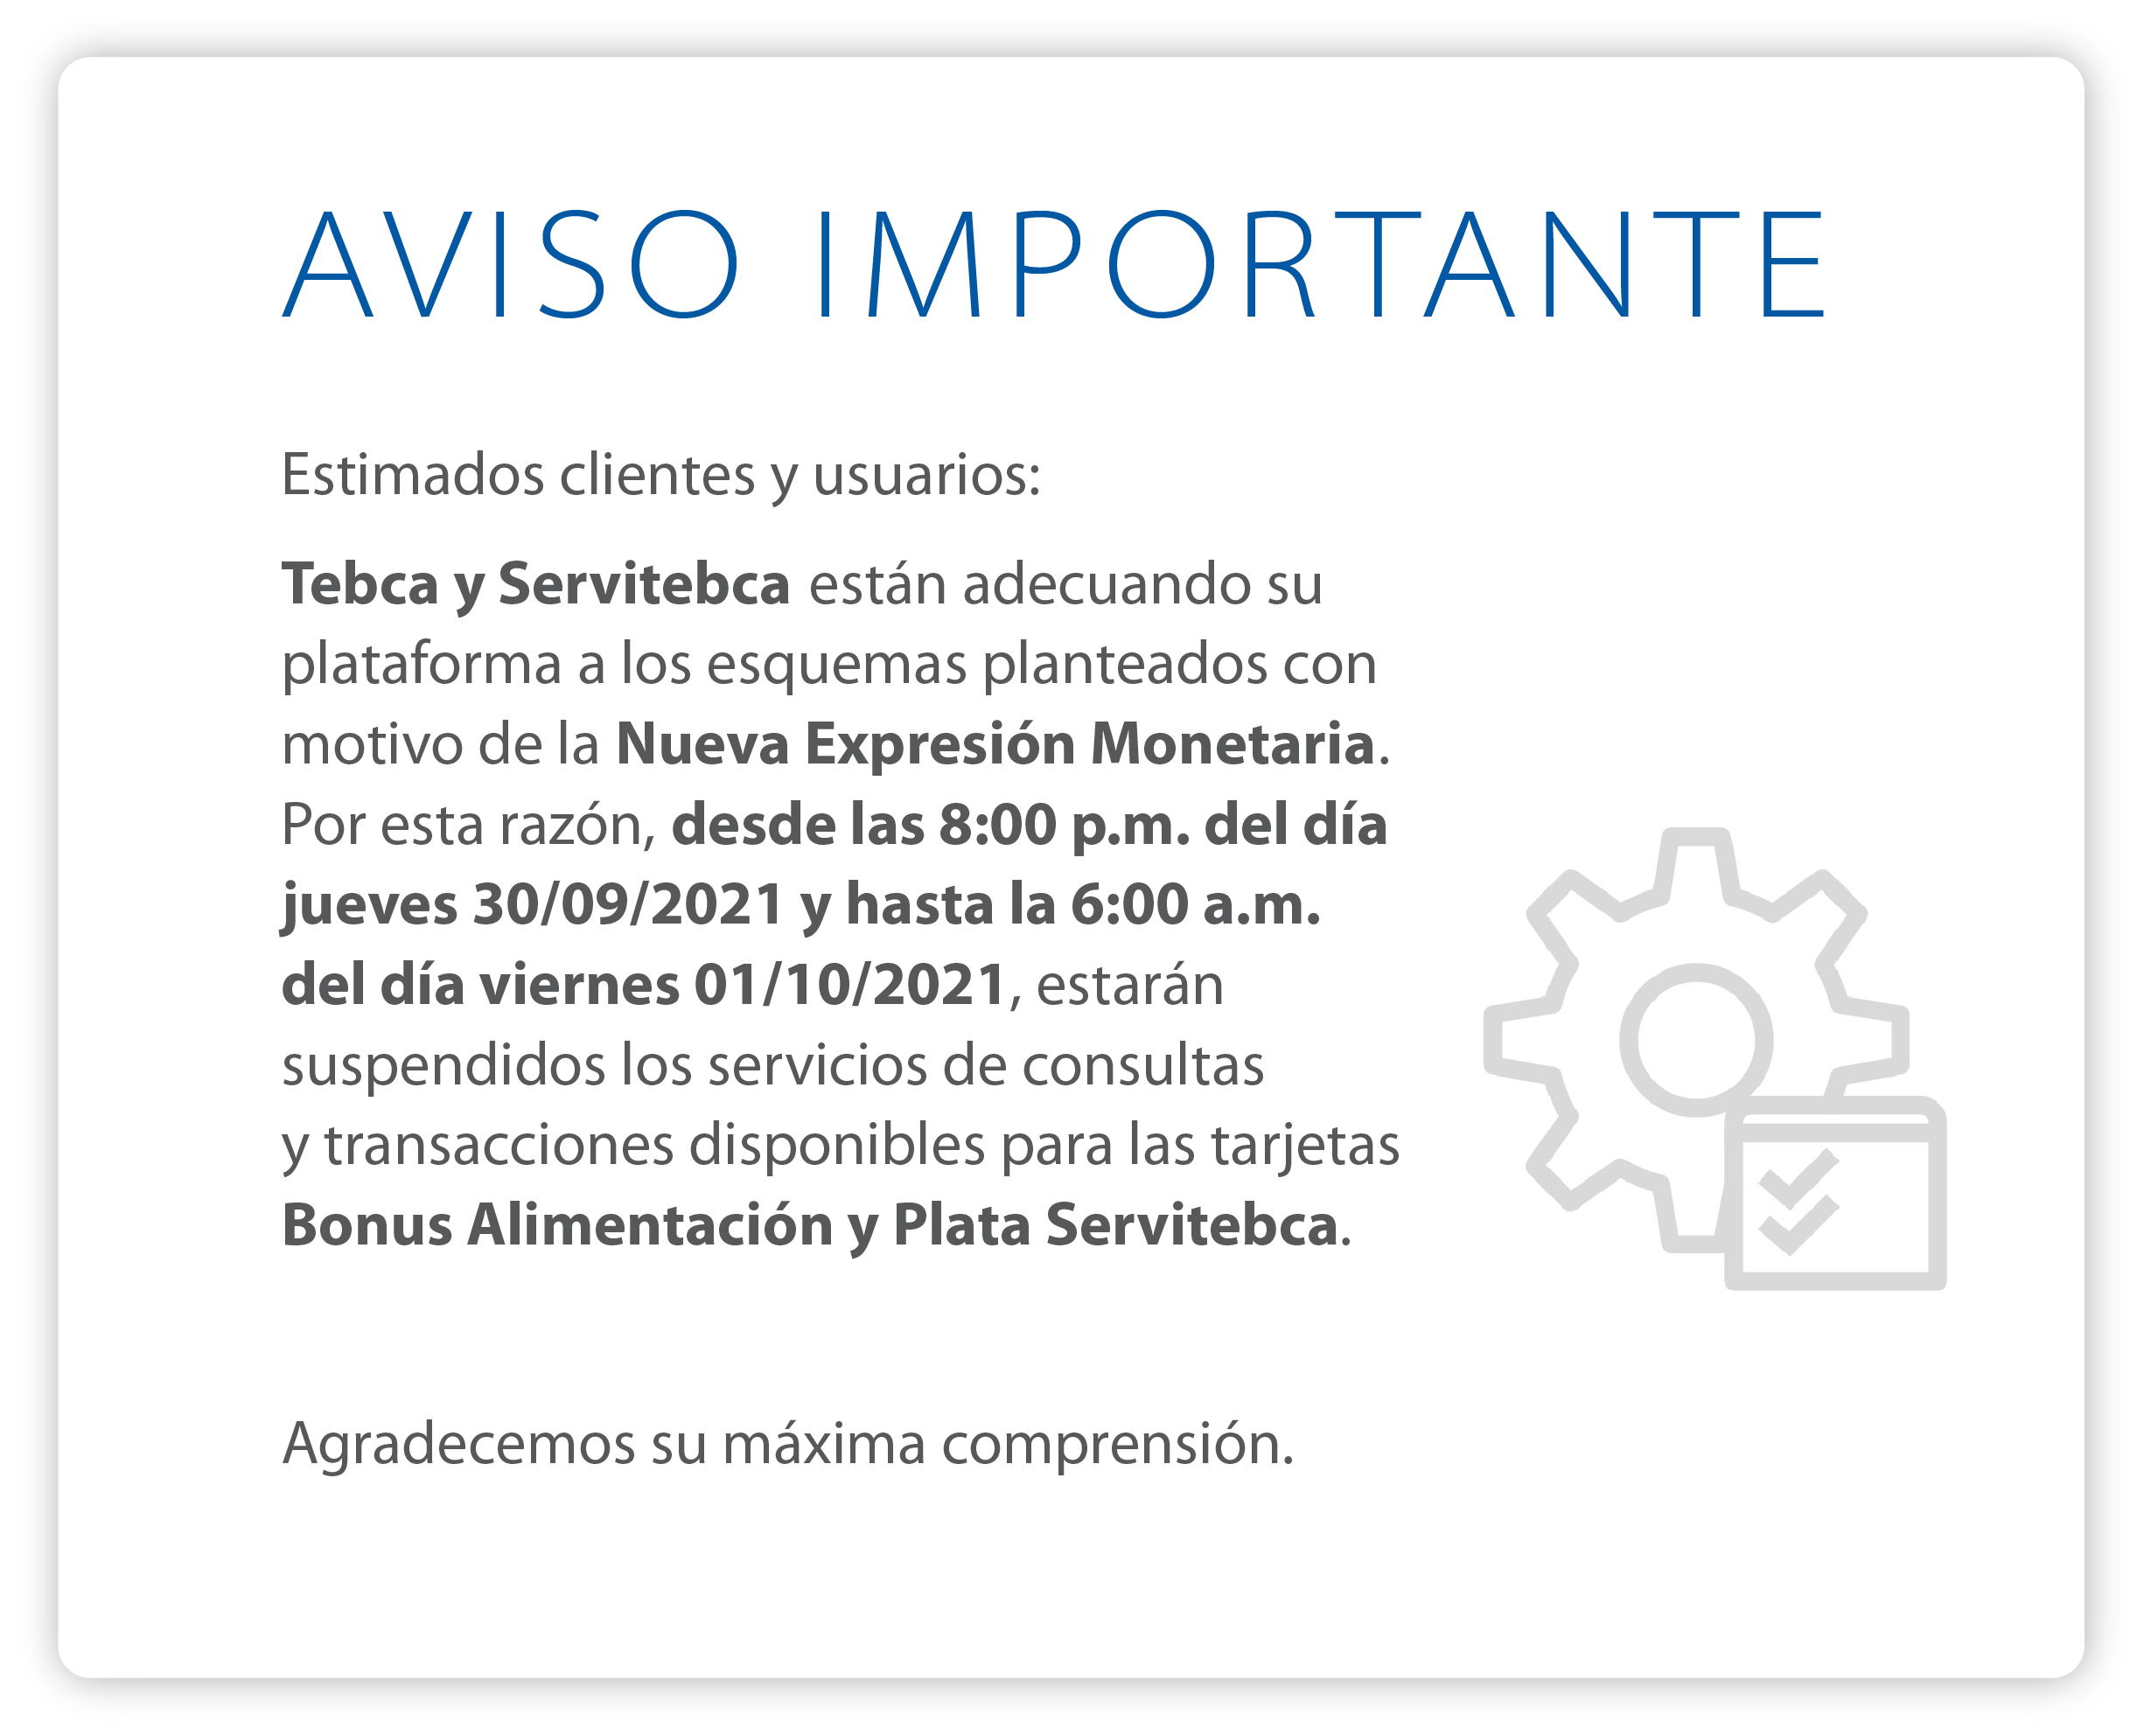 AVISO IMPORTANTE
Estimados clientes y usuarios:
Tebca y Servitebca están adecuando su
plataforma a los esquemas planteados con
motivo de la Nueva Expresión Monetaria.
Por esta razón, desde las 8:00 p.m. del día
jueves 30/09/2021 y hasta la 6:00 a.m.
del día viernes 01/10/2021, estarán
suspendidos los servicios de consultas
y transacciones disponibles para las tarjetas
Bonus Alimentación y Plata Servitebca.
Agradecemos su máxima comprensión.